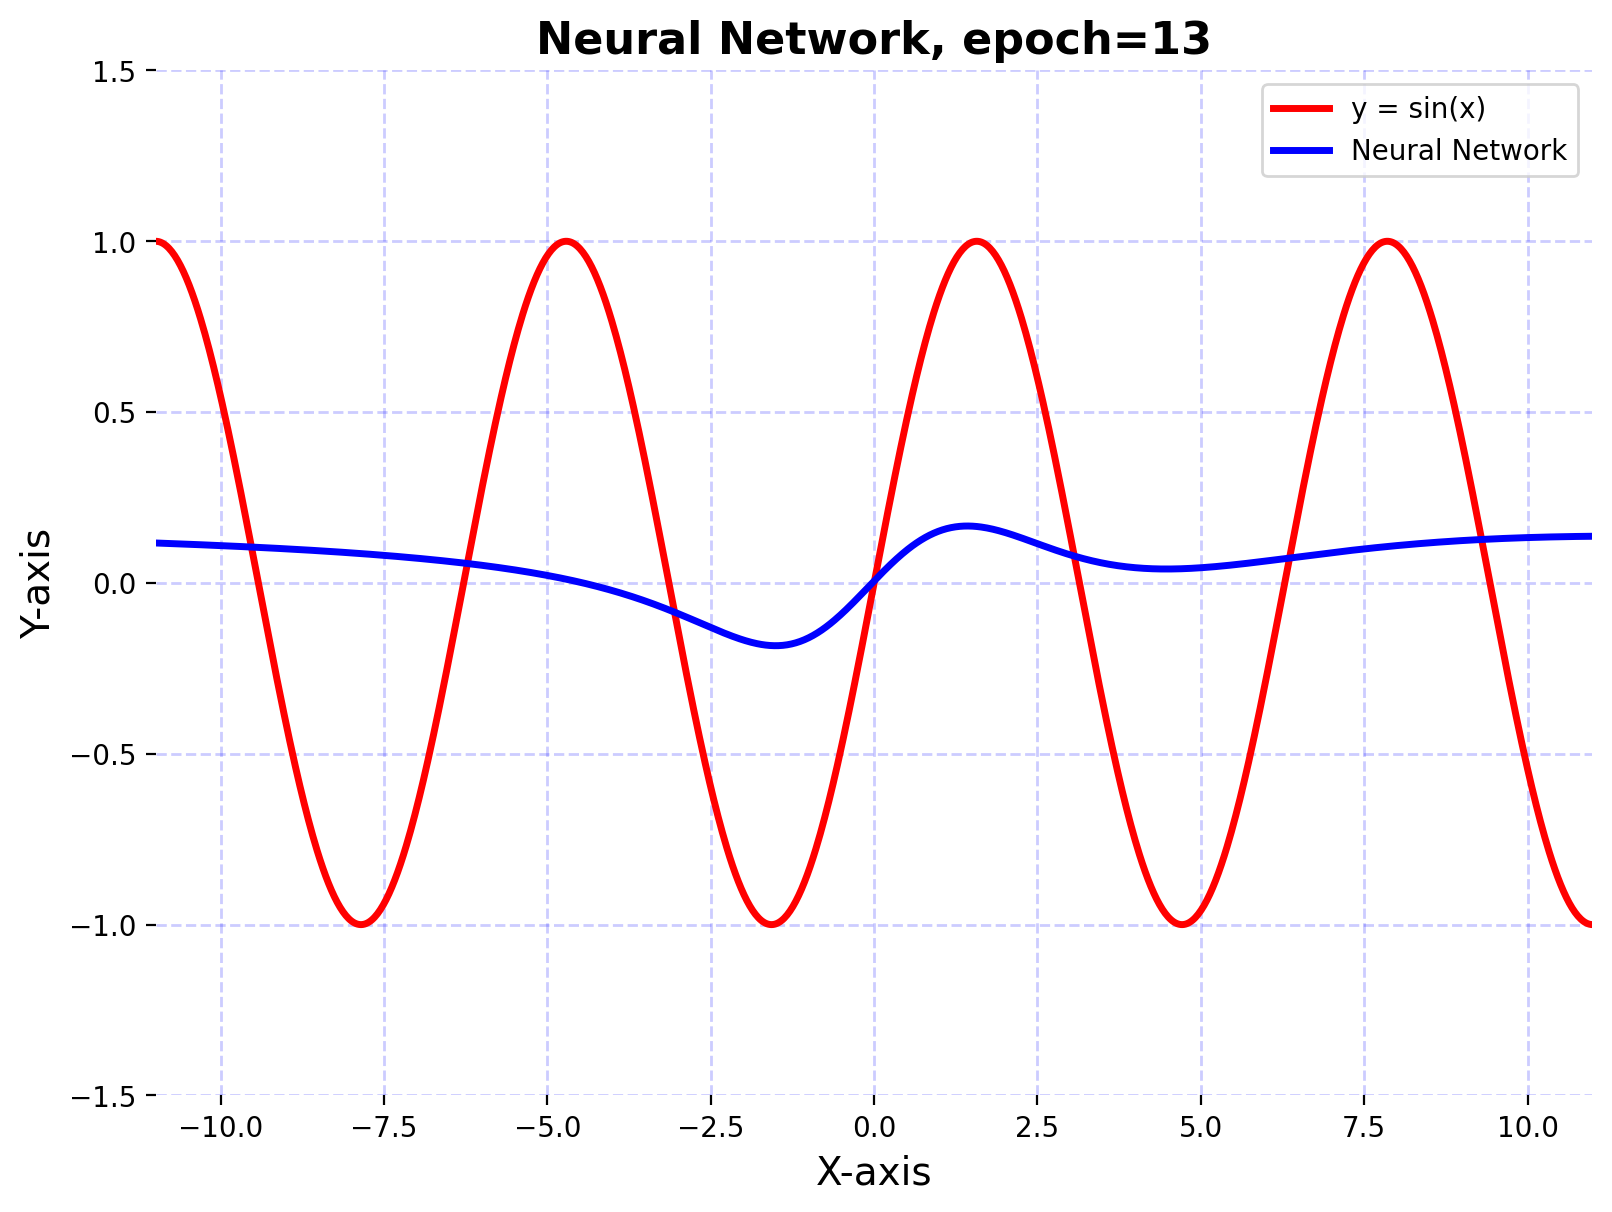 Neural Network, epoch=13
y = sin(x)
Neural Network
Y-axis
1.5
1.0
0.5
0.0
−0.5
−1.0
−1.5
−10.0 −7.5 −5.0 −2.5 0.0 2.5 5.0 7.5 10.0
X-axis